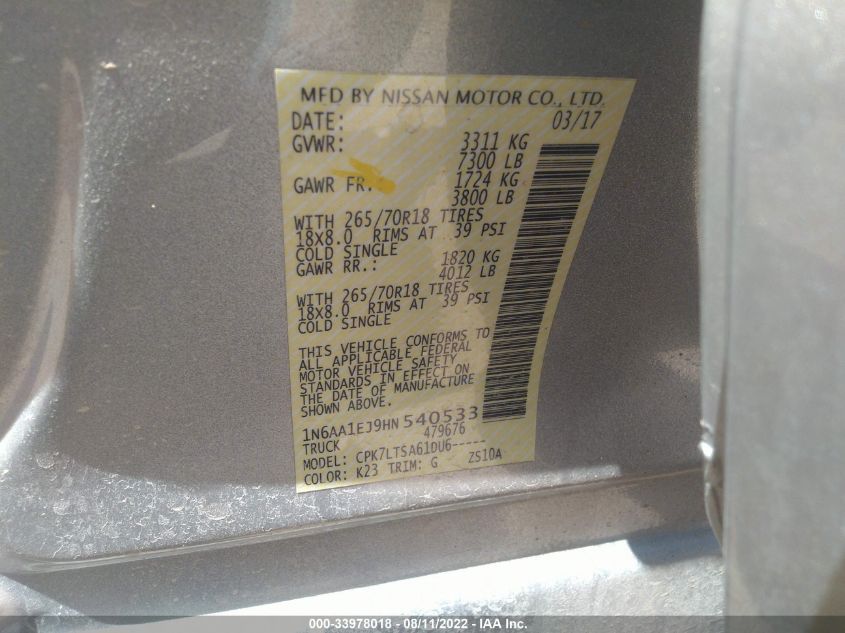 MFD BY NISSAN MOTOR CO., LTD.
DATE: 03/17
GVWR: 3311 KG
7300 LB
GAWR FR.: 1724 KG
3800 LB
WITH 265/70R18 TIRES
18X8.0 RIMS AT 39 PSI
COLD SINGLE
GAWR RR.: 1820 KG
4012 LB
WITH 265/70R18 TIRES
18X8.0 RIMS AT 39 PSI
COLD SINGLE
THIS VEHICLE CONFORMS TO
ALL APPLICABLE FEDERAL
MOTOR VEHICLE SAFETY
STANDARDS IN EFFECT ON
THE DATE OF MANUFACTURE
SHOWN ABOVE.
1N6AA1EJ9HN540533
TRUCK 479676
MODEL: CPK7LTSA61DU6-----
COLOR: K23 TRIM: G ZS10A
000-33978018 - 08/11/2022 - IAA Inc.